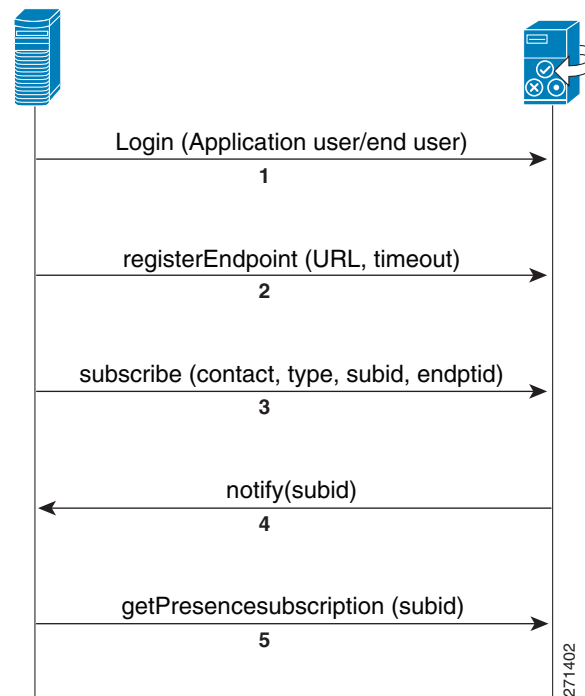 Login (Application user/end user)
1
registerEndpoint (URL, timeout)
2
subscribe (contact, type, subid, endptid)
3
notify(subid)
4
getPresencesubscription (subid)
5
271402